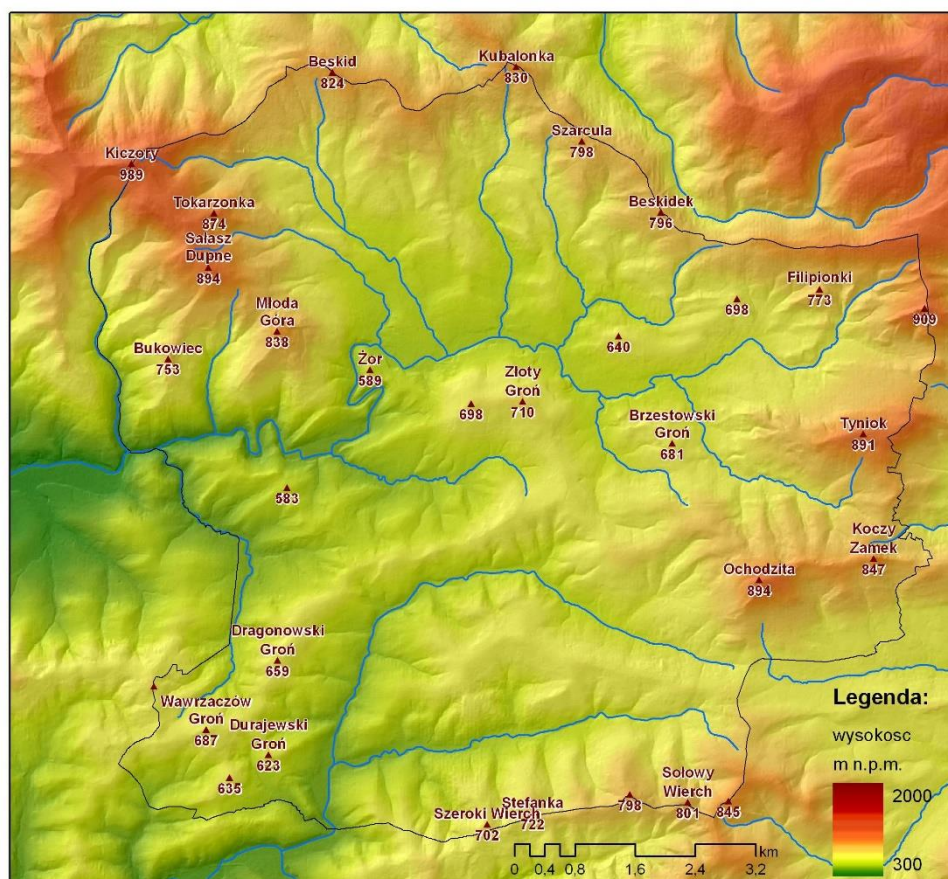 Beskid
824
Kubalonka
830
Szarcula
798
Kiczory
989
Tokarzonka
874
Beskidek
796
Sałasz
Dupne
894
Filipionki
773
698
909
Młoda
Góra
838
640
Bukowiec
753
Żor
589
Złoty
Groń
710
698
Brzestowski
Groń
681
Tyniok
891
583
Koczy
Zamek
847
Ochodzita
894
Dragonowski
Groń
659
Wawrzaczów
Groń
687
Durajewski
Groń
623
635
Legenda:
wysokosc
m n.p.m.
2000
300
Sołowy
Wierch
801
798
845
Stefanka
722
Szeroki Wierch
702
km
0 0,4 0,8 1,6 2,4 3,2